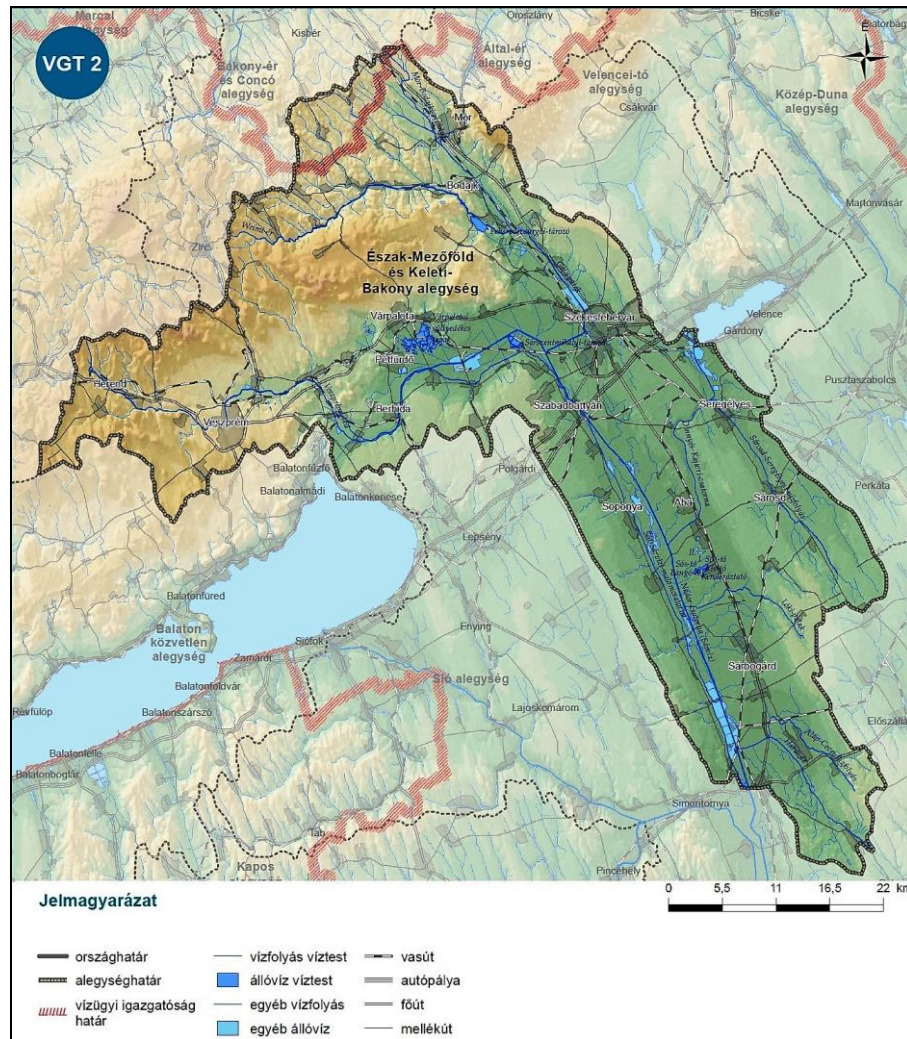 VGT 2
Marcal
alegység
Kisbér
Oroszlány
Bicske
Biatorbágy
Bakony-ér
és Concó
alegység
Által-ér
alegység
Velencei-tó
alegység
É
Csákvár
Közép-Duna
alegység
Mór
Bodajk
Martonvásár
Zirc
Észak-Mezőföld
és Keleti-
Bakony alegység
Várpalota
Székesfehérvár
Velence
Gárdony
Pétfürdő
Pusztaszabolcs
Herend
Veszprém
Berhida
Szabadbattyán
Seregélyes
Balatonfűzfő
Balatonalmádi
Balatonkenese
Polgárdi
Perkáta
Soponya
Aba
Sárosd
Lepsény
Balatonfüred
Balaton
közvetlen
alegység
Siófok
Enying
Zamárdi
Sió alegység
Sárbogárd
Balatonföldvár
Balatonszárszó
Révfülöp
Lajoskomárom
Balatonlelle
Balatonboglár
Simontornya
Tab
Kapos
Pincehely
Jelmagyarázat
0 5,5 11 16,5 22 km
országhatár
alegységhatár
vízügyi igazgatóság
határ
vízfolyás víztest
állóvíz víztest
egyéb vízfolyás
egyéb állóvíz
vasút
autópálya
főút
mellékút